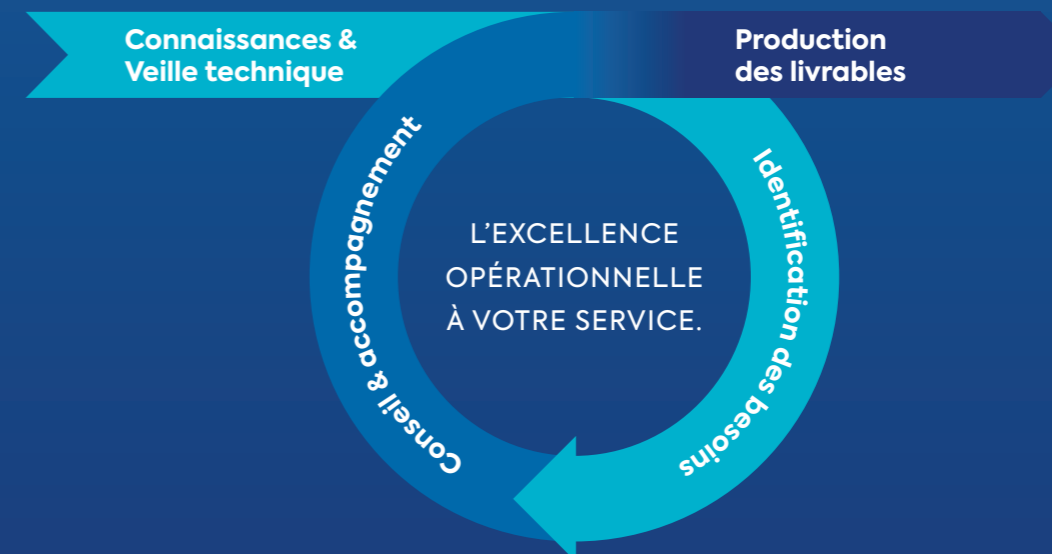 Connaissances &
Veille technique
Production
des livrables
Identification des besoins
Conseil & accompagnement
L’EXCELLENCE
OPÉRATIONNELLE
À VOTRE SERVICE.